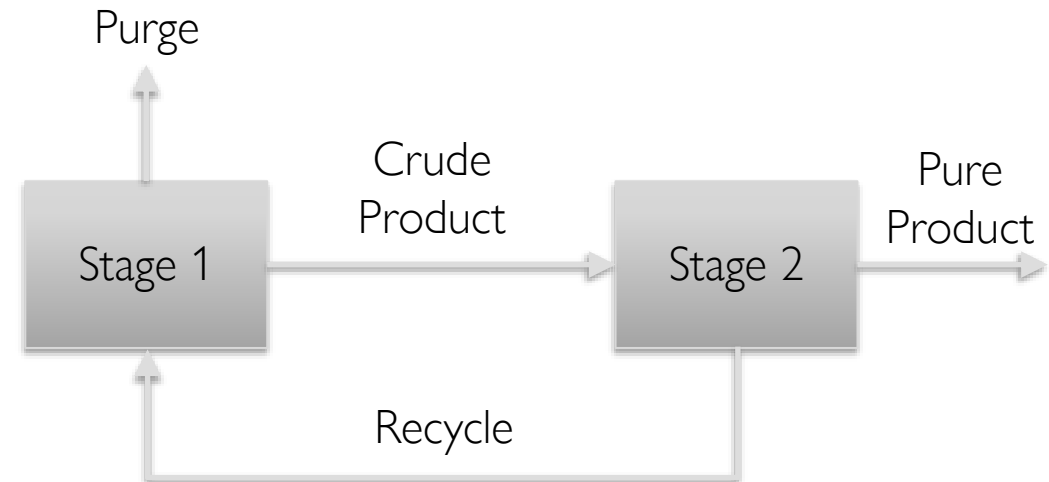 Purge
Crude
Product
Pure
Product
Stage 1
Stage 2
Recycle